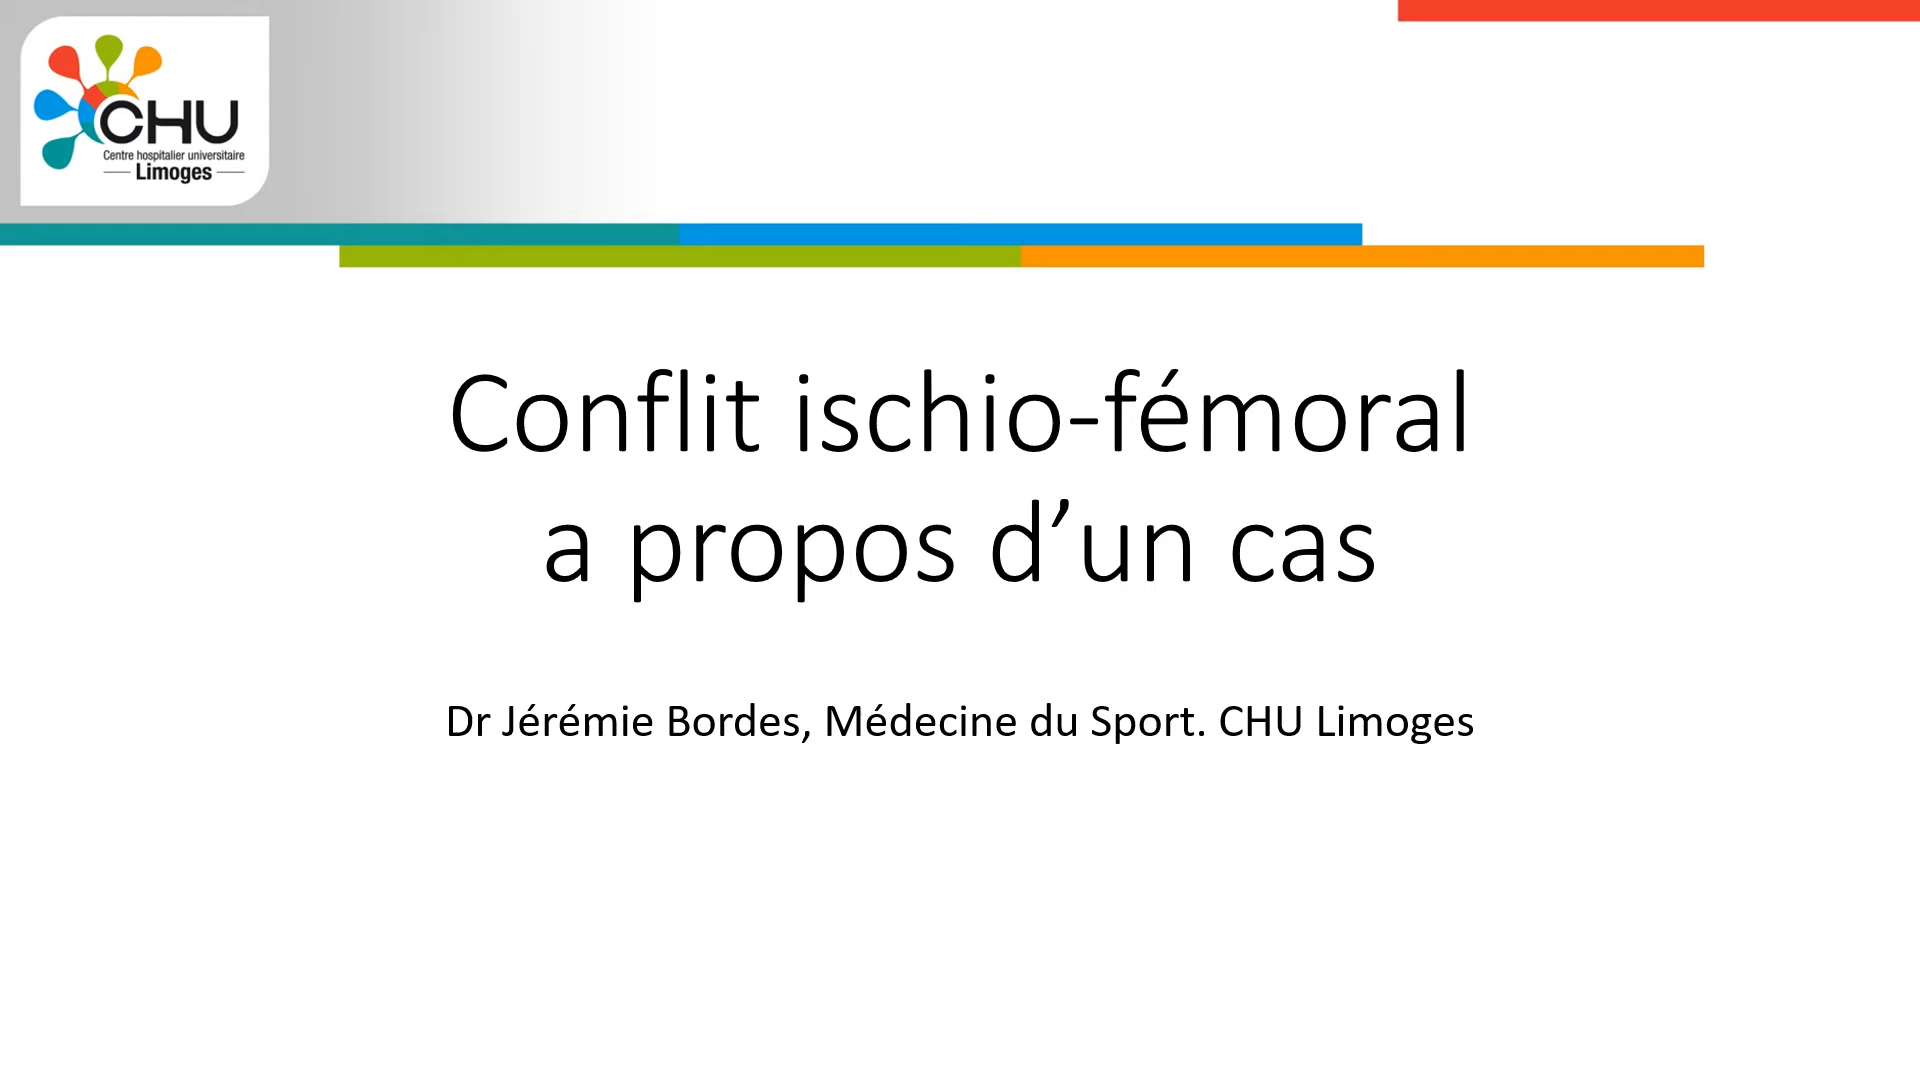 CHU
Centre hospitalier universitaire
Limoges
Conflit ischio-fémoral
a propos d’un cas
Dr Jérémie Bordes, Médecine du Sport. CHU Limoges